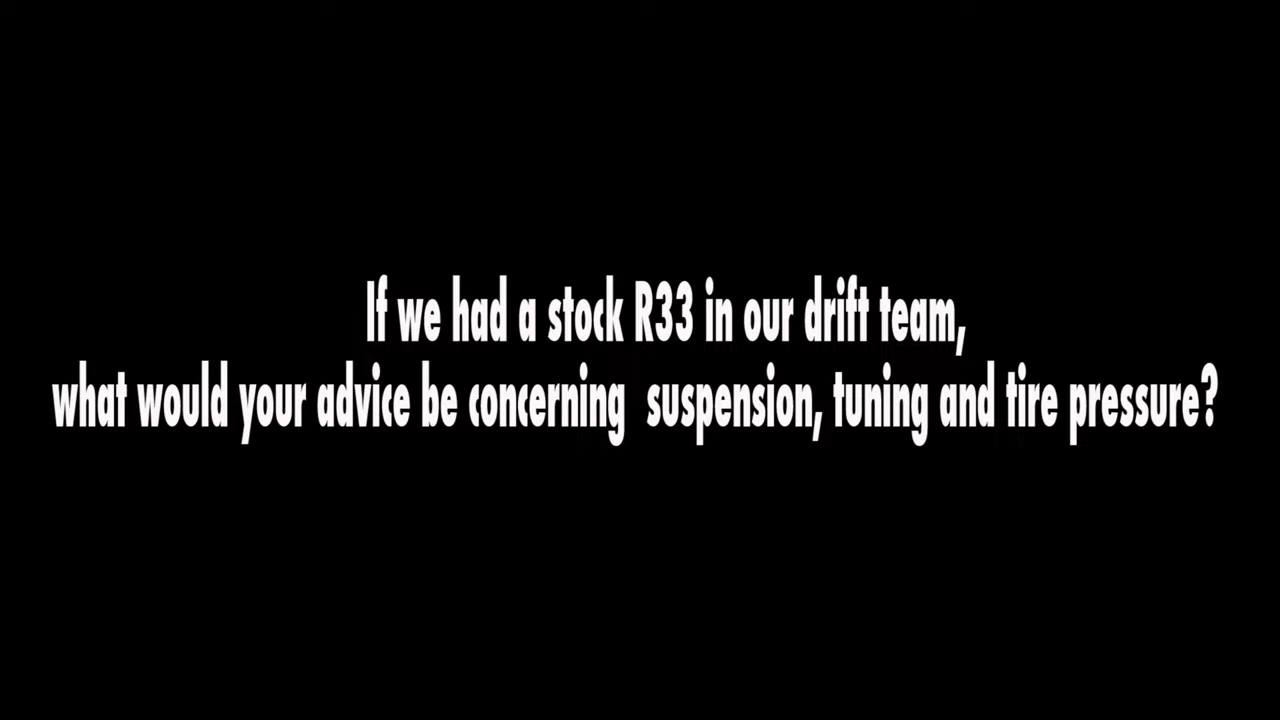 If we had a stock R33 in our drift team,
what would your advice be concerning  suspension, tuning and tire pressure?